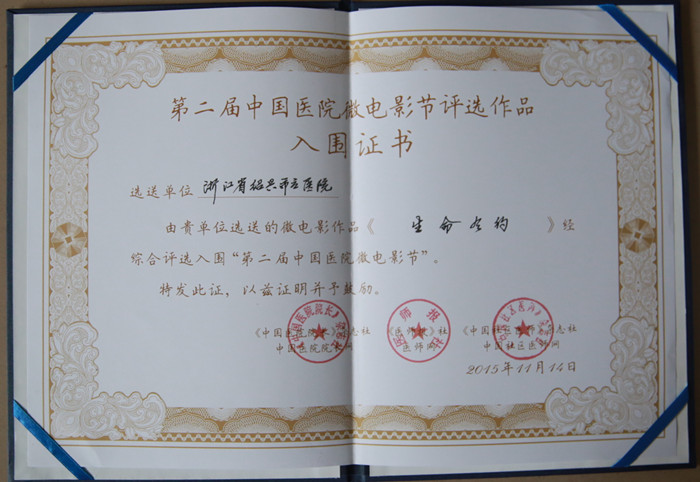 第二届中国医院微电影节评选作品
入围证书
选送单位 浙江省绍兴市立医院
由贵单位选送的微电影作品《 生命冬约 》经
综合评选入围“第二届中国医院微电影节”。
特发此证，以兹证明并予鼓励。
《中国医院院长》杂志社 《医师报》社 《中国社区医师》杂志社
中国医院院长网 医师网 中国社区医师网
2015年11月14日